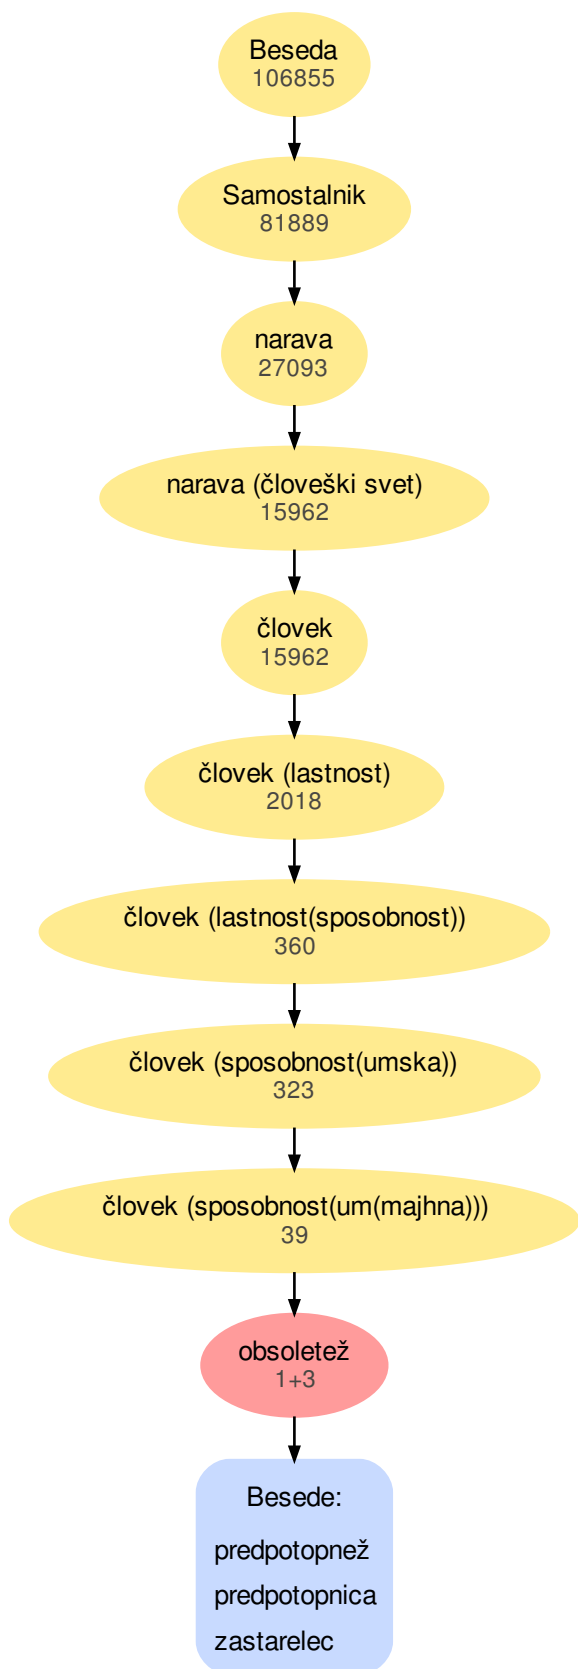 Beseda
106855
Samostalnik
81889
narava
27093
narava (človeški svet)
15962
človek
15962
človek (lastnost)
2018
človek (lastnost(sposobnost))
360
človek (sposobnost(umska))
323
človek (sposobnost(um(majhna)))
39
obsoletež
1+3
Besede:
predpotopnež
predpotopnica
zastarelec